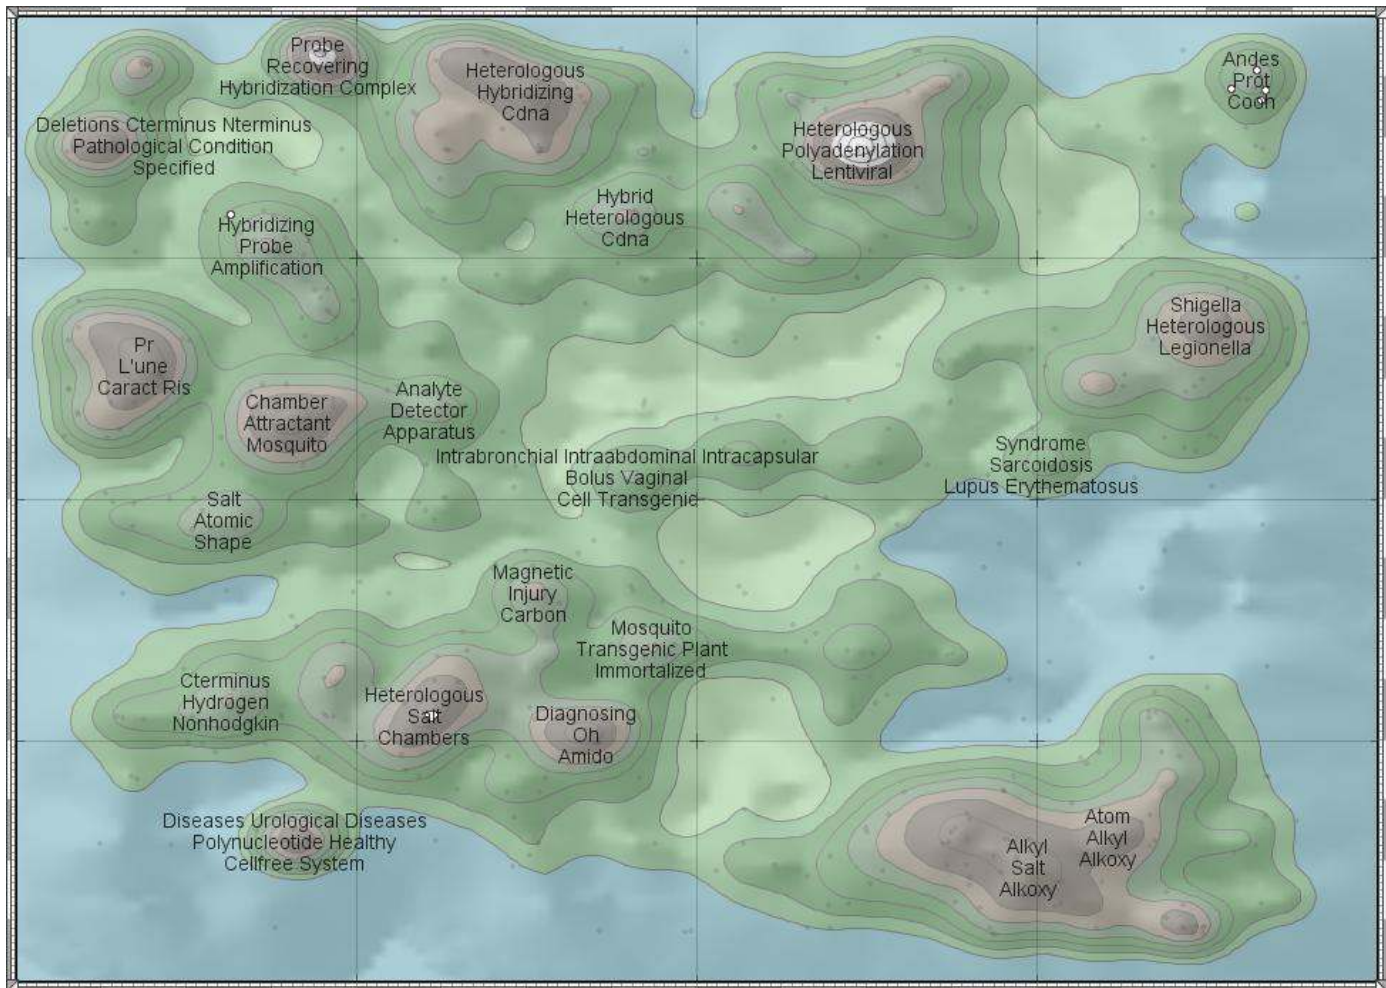 Probe
Recovering
Hybridization Complex
Heterologous
Hybridizing
Cdna
Andes
Prot
Cooh
Deletions Cterminus Nterminus
Pathological Condition
Specified
Heterologous
Polyadenylation
Lentiviral
Hybrid
Heterologous
Cdna
Hybridizing
Probe
Amplification
Shigella
Heterologous
Legionella
Pr
L'une
Caract Ris
Chamber
Attractant
Mosquito
Analyte
Detector
Apparatus
Intrabronchial Intraabdominal Intracapsular
Bolus Vaginal
Cell Transgenic
Syndrome
Sarcoidosis
Lupus Erythematosus
Salt
Atomic
Shape
Magnetic
Injury
Carbon
Mosquito
Transgenic Plant
Immortalized
Cterminus
Hydrogen
Nonhodgkin
Heterologous
Salt
Chambers
Diagnosing
Oh
Amido
Diseases Urological Diseases
Polynucleotide Healthy
Cellfree System
Atom
Alkyl
Alkoxy
Alkyl
Salt
Alkoxy